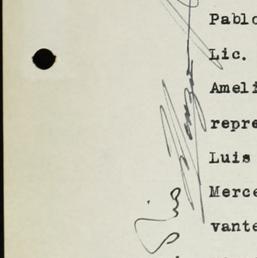 Pablo
Lic.
Ameli
repre
Luis
Merce
vante